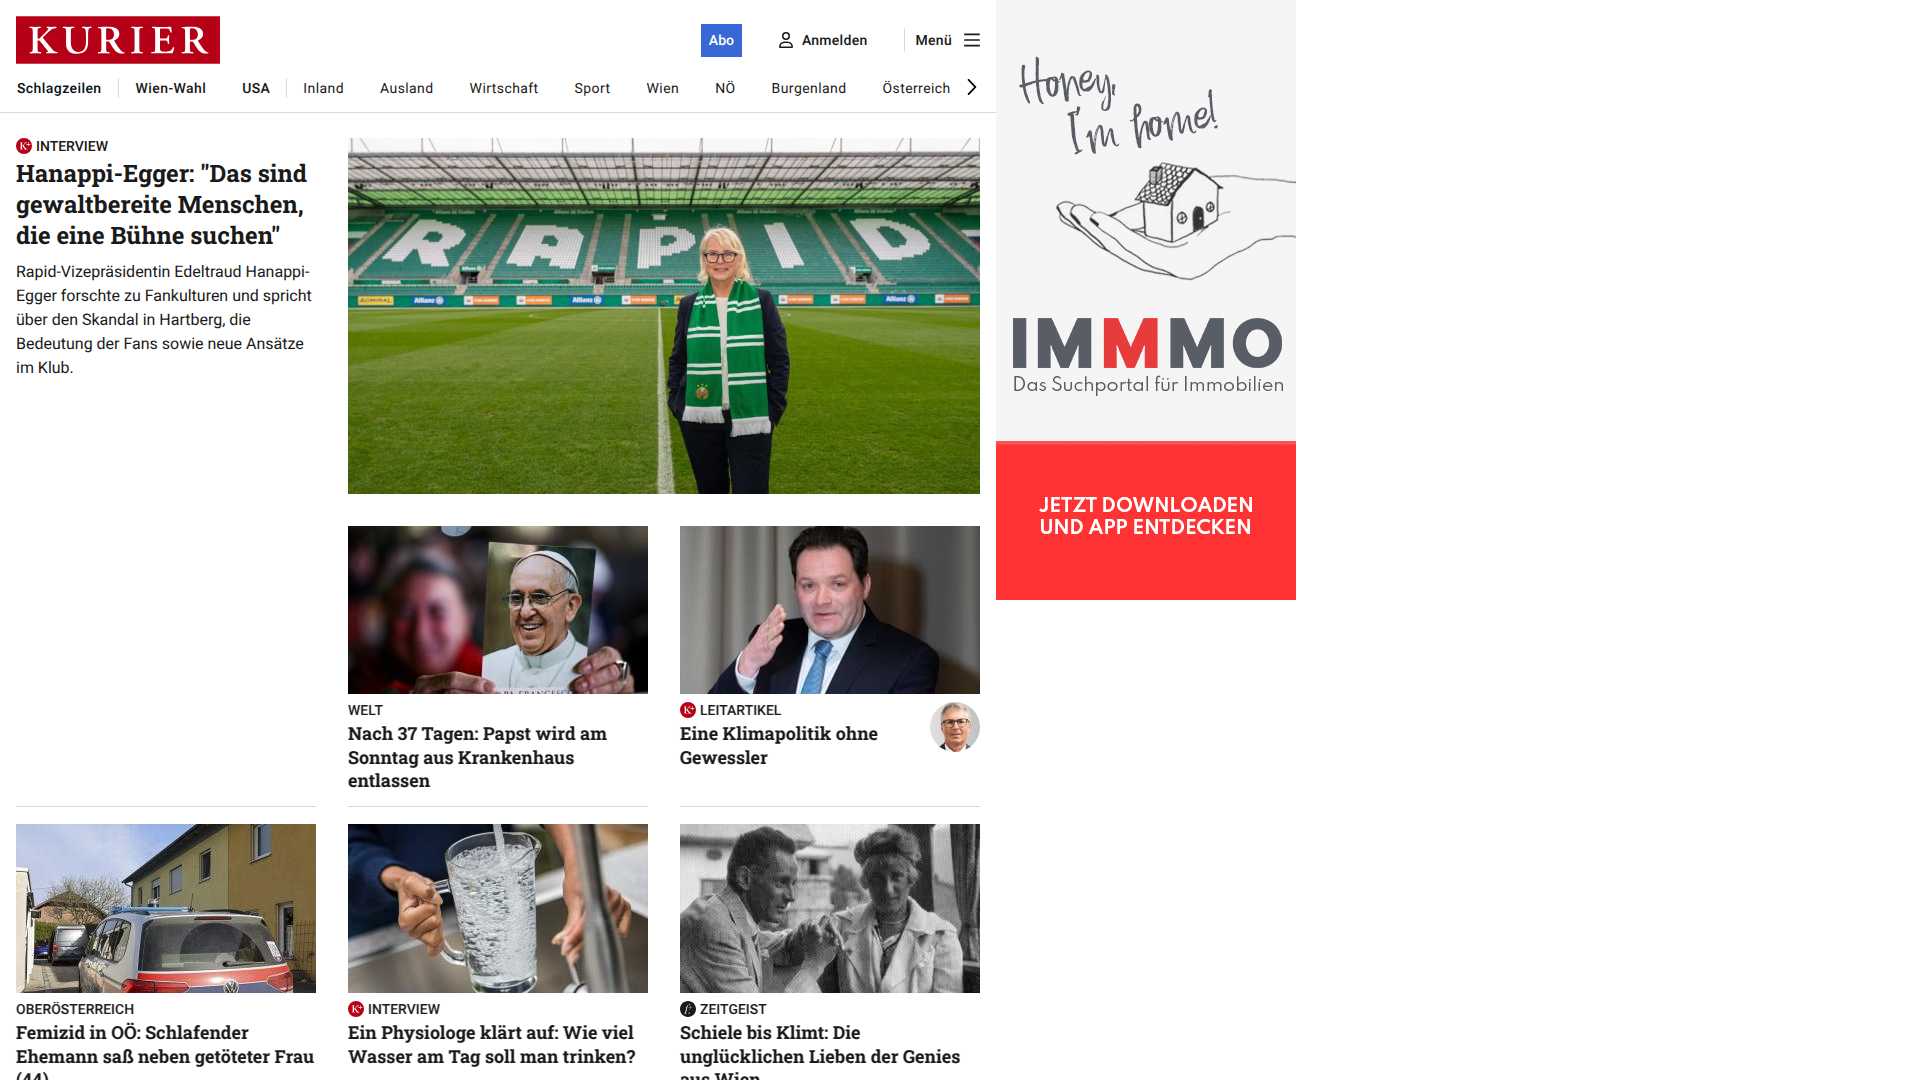 KURIER
Abo
Anmelden
Menü
Schlagzeilen
Wien-Wahl
USA
Inland
Ausland
Wirtschaft
Sport
Wien
NÖ
Burgenland
Österreich
INTERVIEW
Hanappi-Egger: "Das sind
gewaltbereite Menschen,
die eine Bühne suchen"
Rapid-Vizepräsidentin Edeltraud Hanappi-
Egger forschte zu Fankulturen und spricht
über den Skandal in Hartberg, die
Bedeutung der Fans sowie neue Ansätze
im Klub.
RAPID
ADMIRAL
Allianz
Allianz
Allianz
Allianz
WELT
Nach 37 Tagen: Papst wird am
Sonntag aus Krankenhaus
entlassen
LEITARTIKEL
Eine Klimapolitik ohne
Gewessler
OBERÖSTERREICH
Femizid in OÖ: Schlafender
Ehemann saß neben getöteter Frau
(44)
INTERVIEW
Ein Physiologe klärt auf: Wie viel
Wasser am Tag soll man trinken?
ZEITGEIST
Schiele bis Klimt: Die
unglücklichen Lieben der Genies
aus Wien
Honey,
I'm home!
IMMMO
Das Suchportal für Immobilien
JETZT DOWNLOADEN
UND APP ENTDECKEN